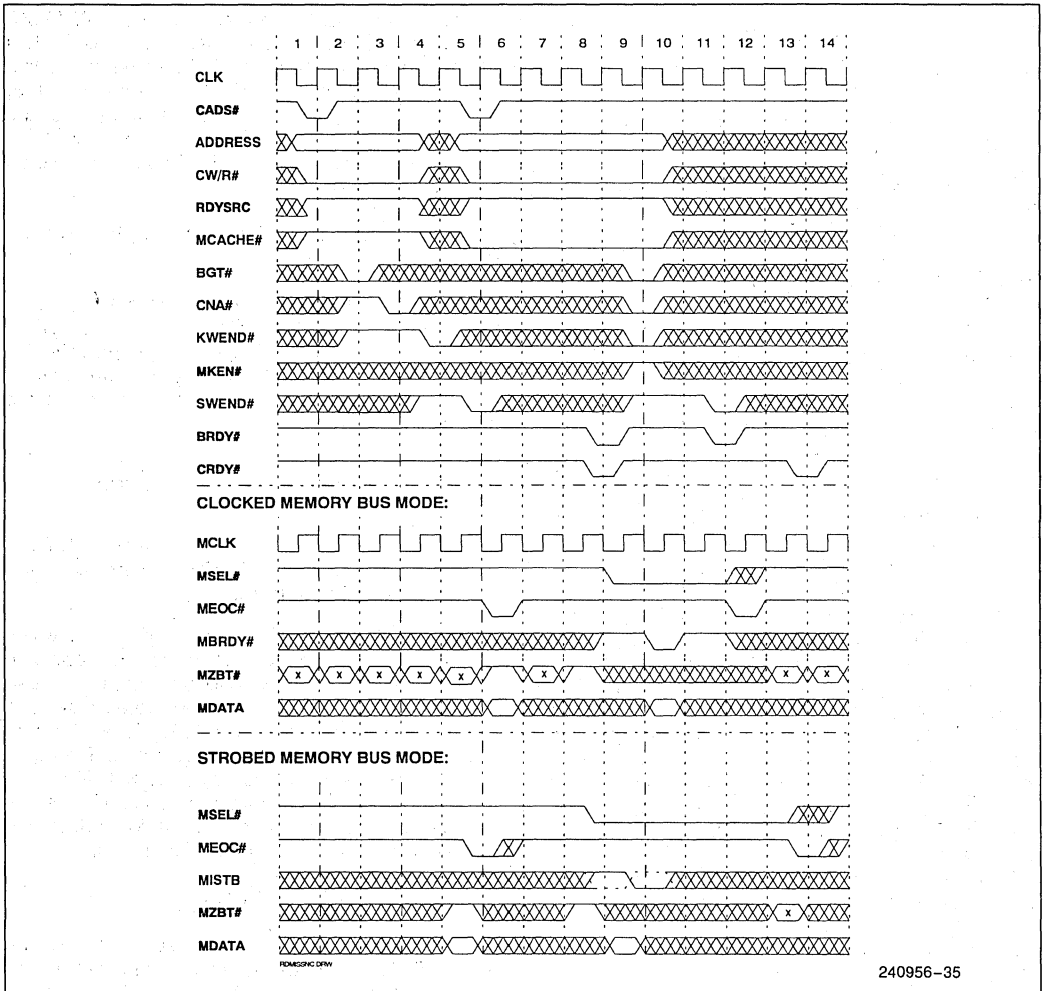 1 2 3 4 5 6 7 8 9 10 11 12 13 14
CLK
CADS#
ADDRESS
CW/R#
RDYSRC
MCACHE#
BGT#
CNA#
KWEND#
MKEN#
SWEND#
BRDY#
CRDY#
CLOCKED MEMORY BUS MODE:
MCLK
MSEL#
MEOC#
MBRDY#
MZBT# x x x x x x x x
MDATA
STROBED MEMORY BUS MODE:
MSEL#
MEOC#
MISTB
MZBT# x
MDATA
RDMISSNC DRW
240956-35